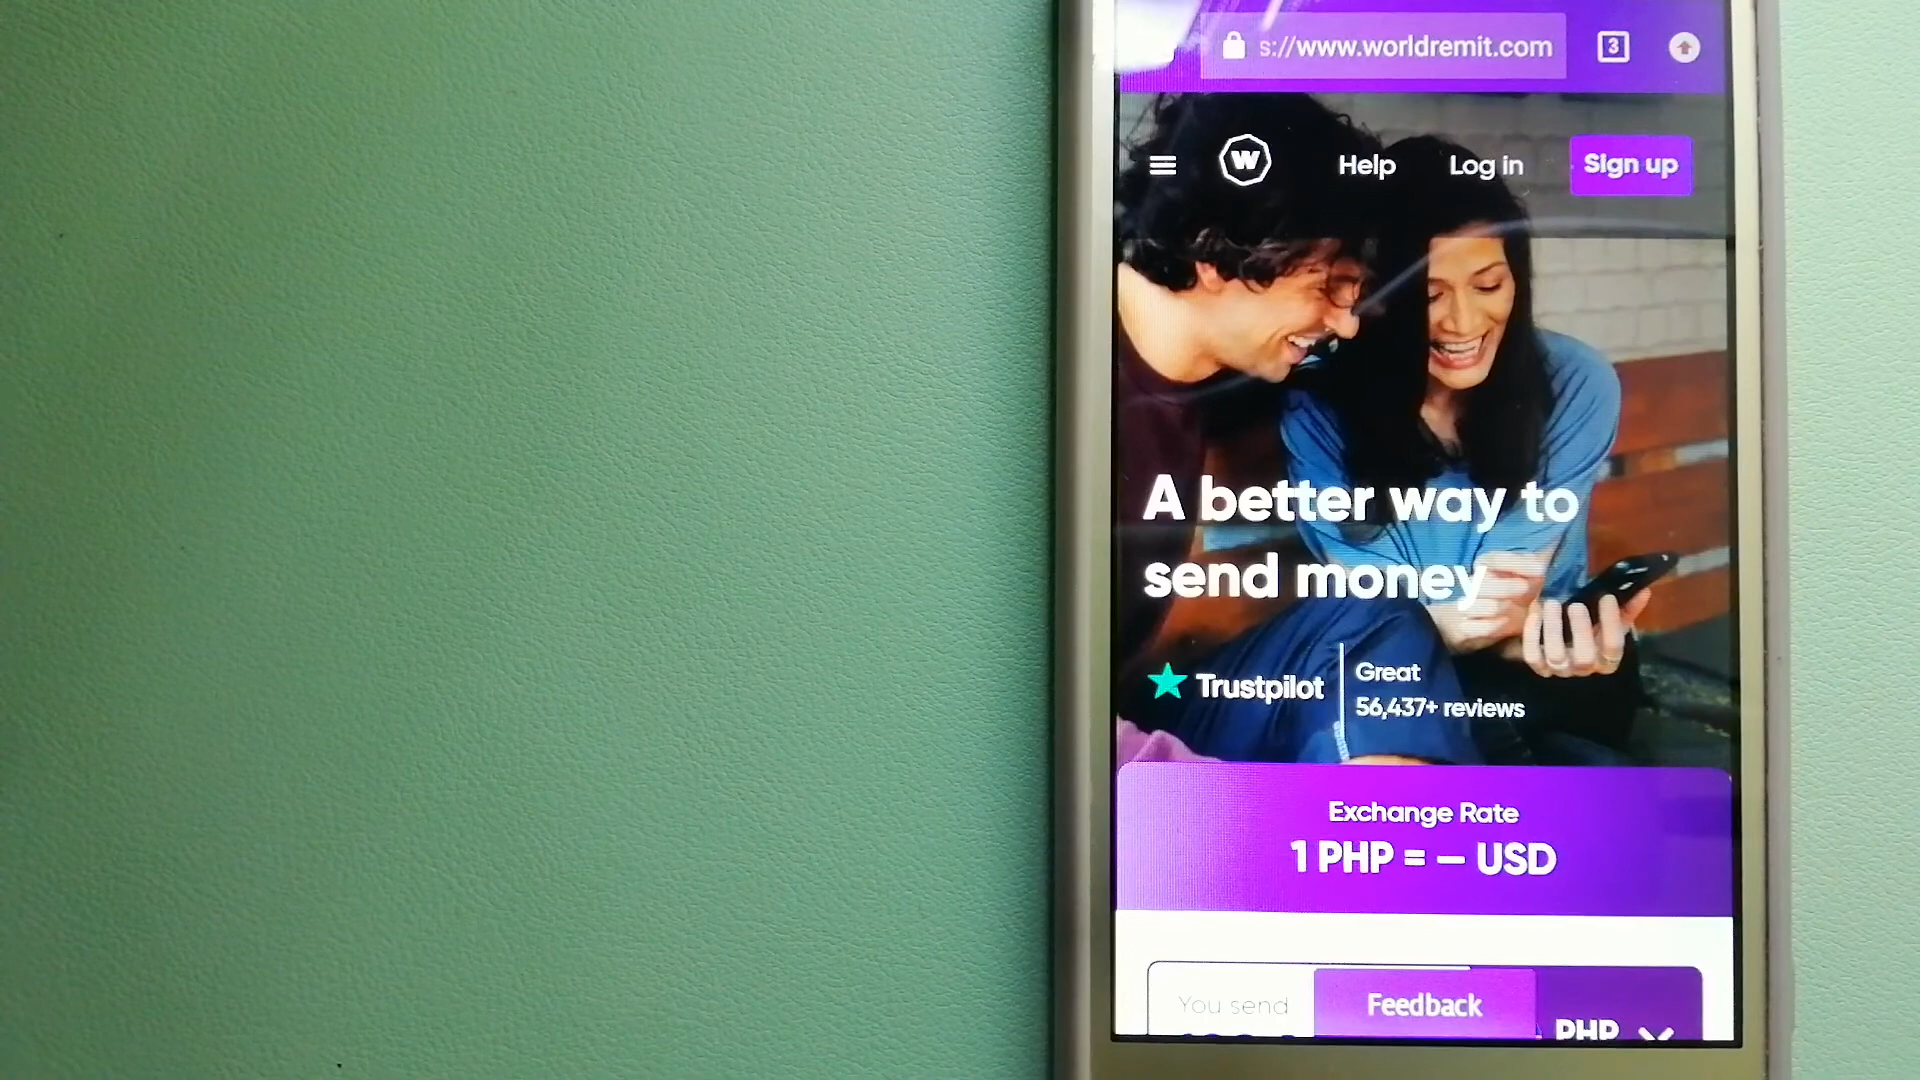 s://www.worldremit.com
3
W
Help
Log in
Sign up
A better way to
send money
Trustpilot
Great
56,437+ reviews
Exchange Rate
1 PHP = – USD
You send
Feedback
PHP